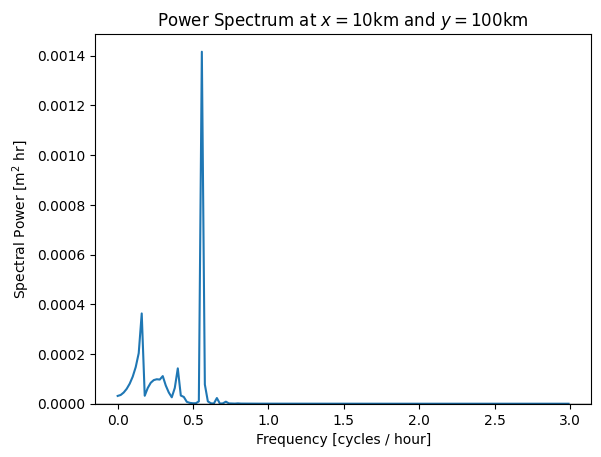 Power Spectrum at x = 10km and y = 100km
Spectral Power [m² hr]
0.0014
0.0012
0.0010
0.0008
0.0006
0.0004
0.0002
0.0000
0.0 0.5 1.0 1.5 2.0 2.5 3.0
Frequency [cycles / hour]